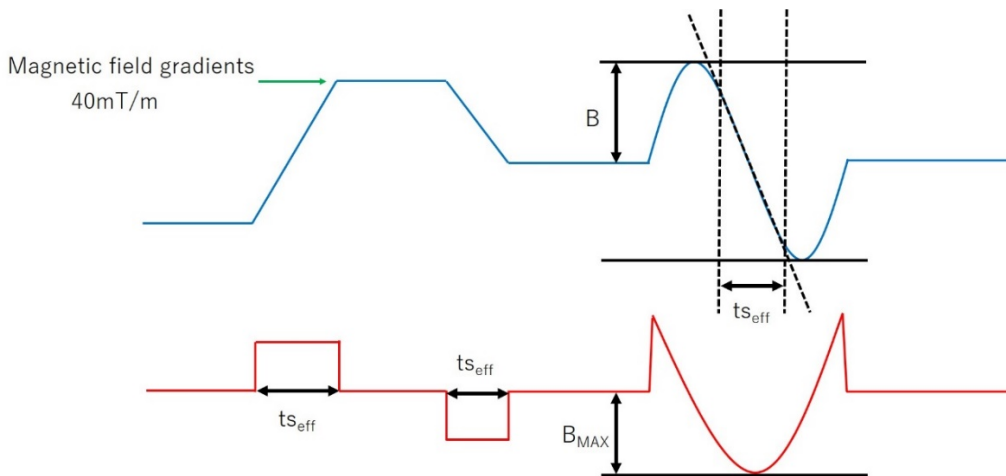 Magnetic field gradients
40mT/m
B
ts_eff
ts_eff
ts_eff
B_MAX